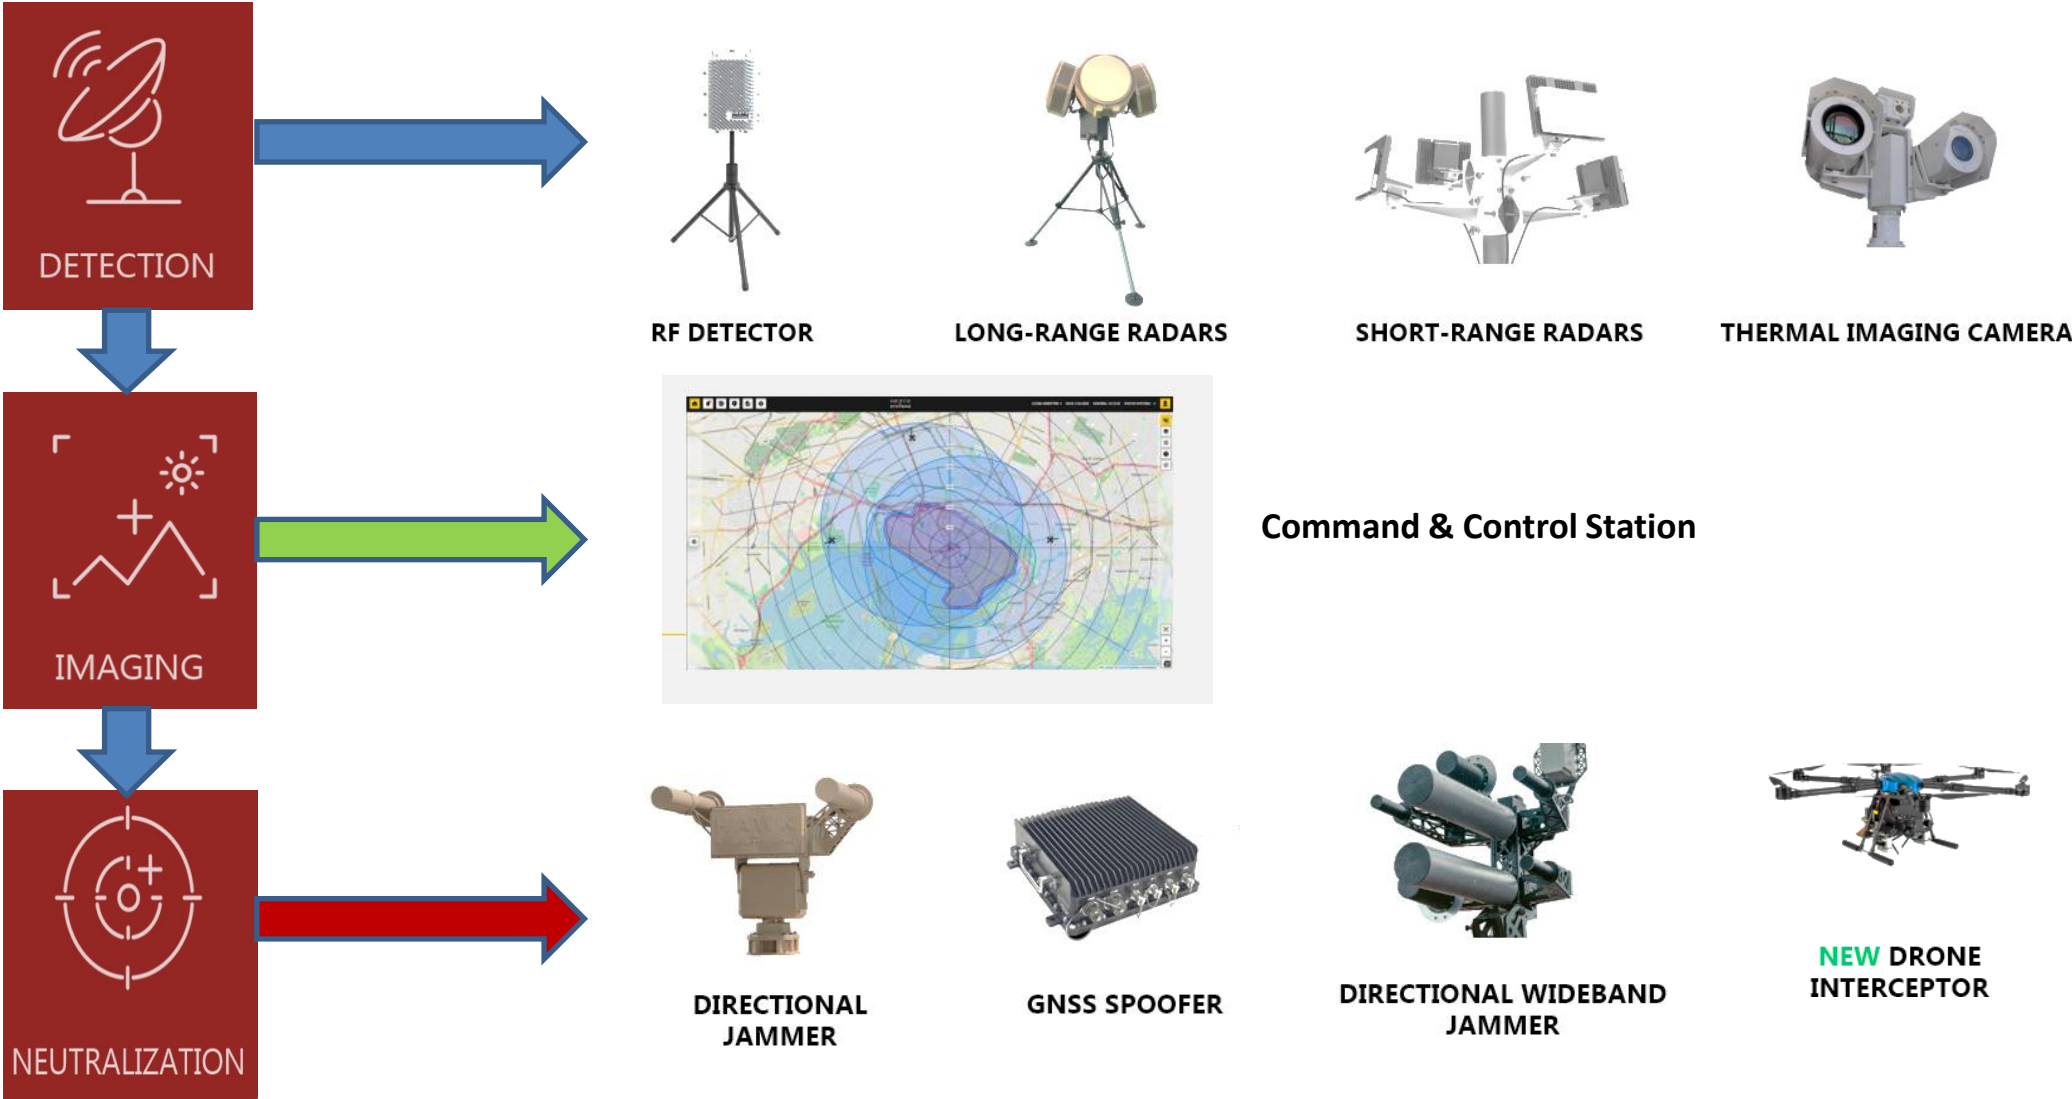 DETECTION
RF DETECTOR
LONG-RANGE RADARS
SHORT-RANGE RADARS
THERMAL IMAGING CAMERA
IMAGING
Command & Control Station
NEUTRALIZATION
DIRECTIONAL
JAMMER
GNSS SPOOFER
DIRECTIONAL WIDEBAND
JAMMER
NEW DRONE
INTERCEPTOR